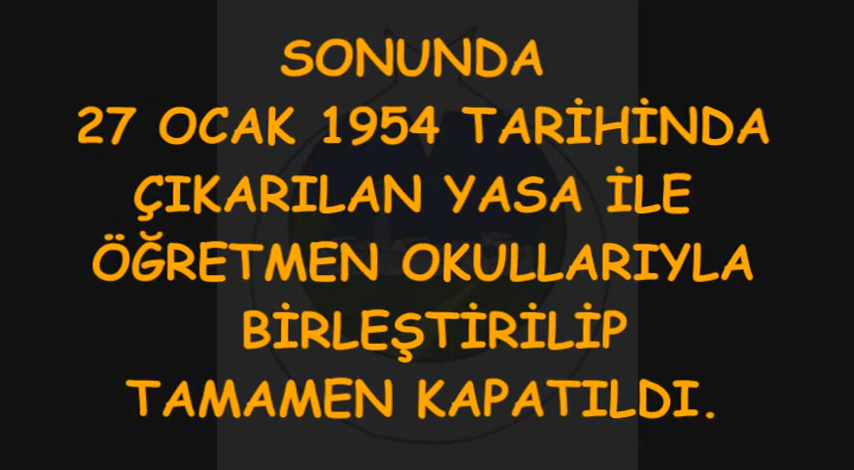 SONUNDA
27 OCAK 1954 TARİHİNDA
ÇIKARILAN YASA İLE
ÖĞRETMEN OKULLARIYLA
BİRLEŞTİRİLİP
TAMAMEN KAPATILDI.